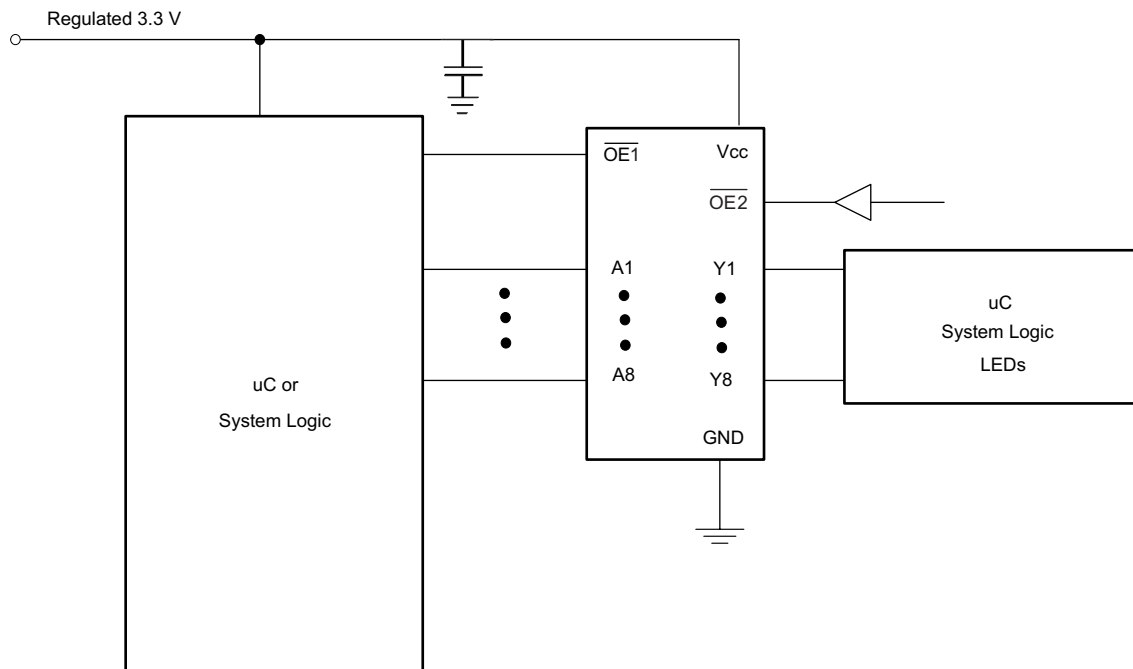 Regulated 3.3 V
OE1
Vcc
OE2
A1
Y1
A8
Y8
GND
uC or
System Logic
uC
System Logic
LEDs